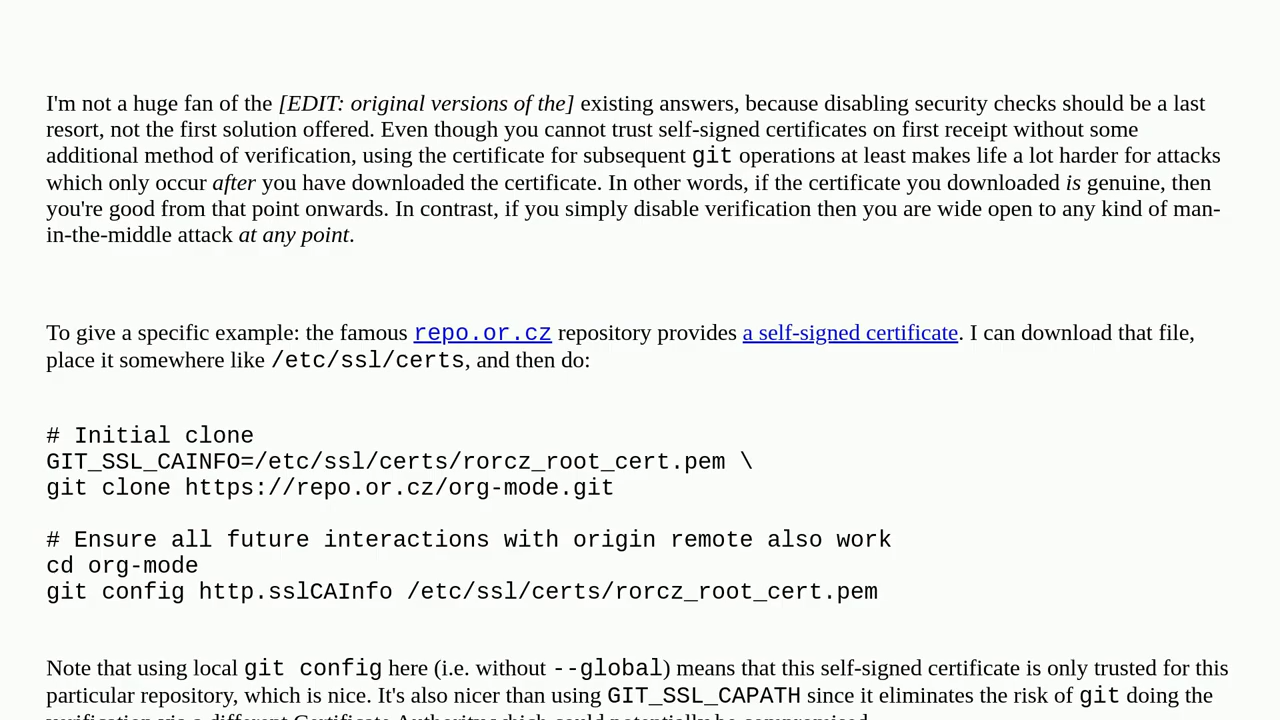 I'm not a huge fan of the [EDIT: original versions of the] existing answers, because disabling security checks should be a last
resort, not the first solution offered. Even though you cannot trust self-signed certificates on first receipt without some
additional method of verification, using the certificate for subsequent git operations at least makes life a lot harder for attacks
which only occur after you have downloaded the certificate. In other words, if the certificate you downloaded is genuine, then
you're good from that point onwards. In contrast, if you simply disable verification then you are wide open to any kind of man-
in-the-middle attack at any point.
To give a specific example: the famous repo.or.cz repository provides a self-signed certificate. I can download that file,
place it somewhere like /etc/ssl/certs, and then do:
# Initial clone
GIT_SSL_CAINFO=/etc/ssl/certs/rorcz_root_cert.pem \
git clone https://repo.or.cz/org-mode.git
# Ensure all future interactions with origin remote also work
cd org-mode
git config http.sslCAInfo /etc/ssl/certs/rorcz_root_cert.pem
Note that using local git config here (i.e. without --global) means that this self-signed certificate is only trusted for this
particular repository, which is nice. It's also nicer than using GIT_SSL_CAPATH since it eliminates the risk of git doing the
verification via a different Certificate Authority which could potentially be compromised.